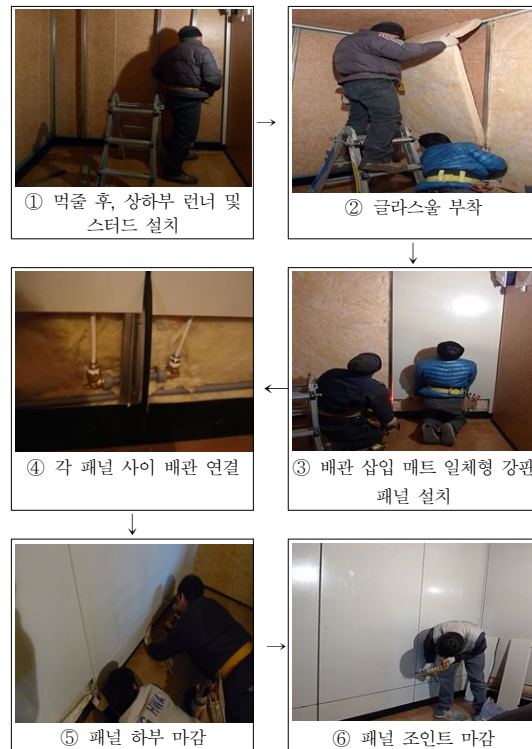 ① 먹줄 후, 상하부 런너 및
스터드 설치
→
② 글라스울 부착
↓
③ 배관 삽입 매트 일체형 강판
패널 설치
←
④ 각 패널 사이 배관 연결
↓
⑤ 패널 하부 마감
→
⑥ 패널 조인트 마감